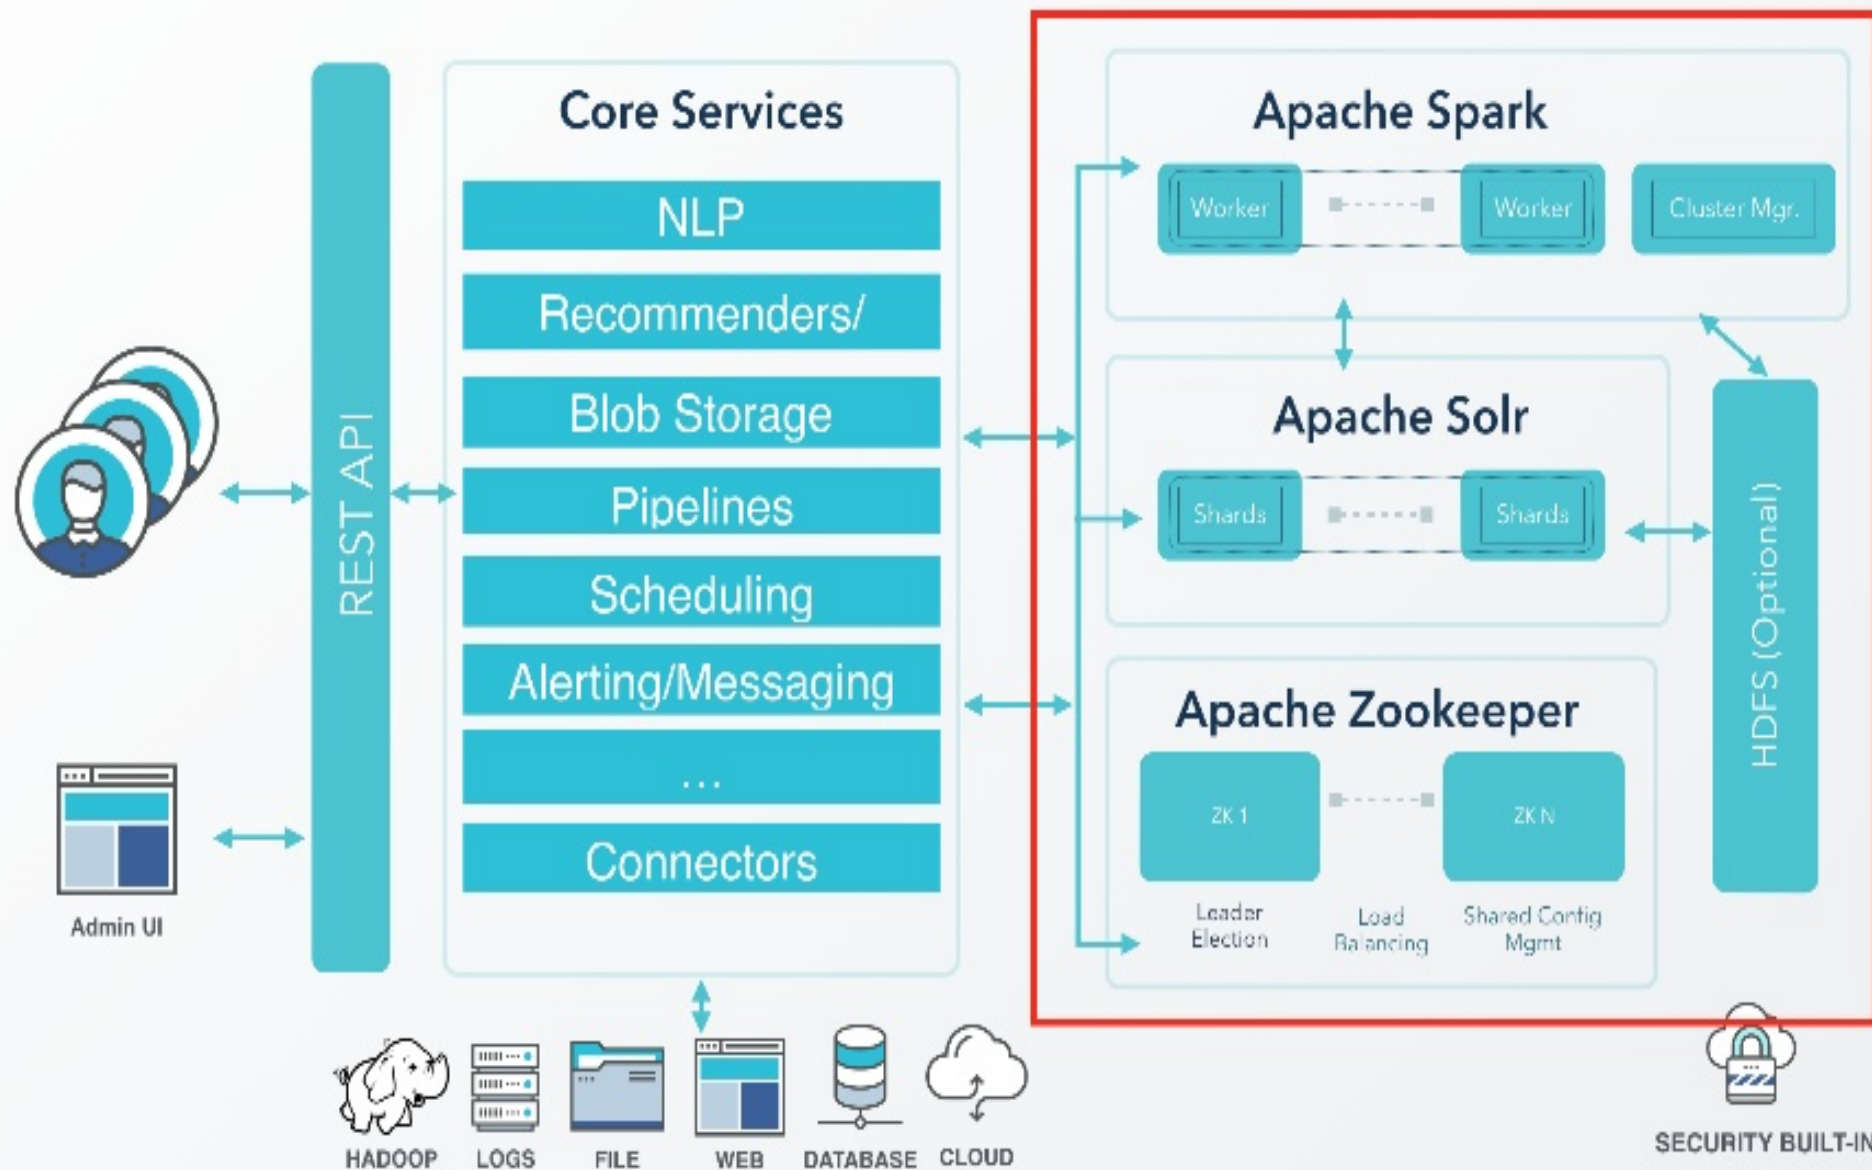 REST API
Admin UI
Core Services
NLP
Recommenders/
Blob Storage
Pipelines
Scheduling
Alerting/Messaging
...
Connectors
HADOOP
LOGS
FILE
WEB
DATABASE
CLOUD
Apache Spark
Worker
Worker
Cluster Mgr.
Apache Solr
Shards
Shards
HDFS (Optional)
Apache Zookeeper
ZK 1
ZK N
Leader
Election
Load
Balancing
Shared Config
Mgmt
SECURITY BUILT-IN